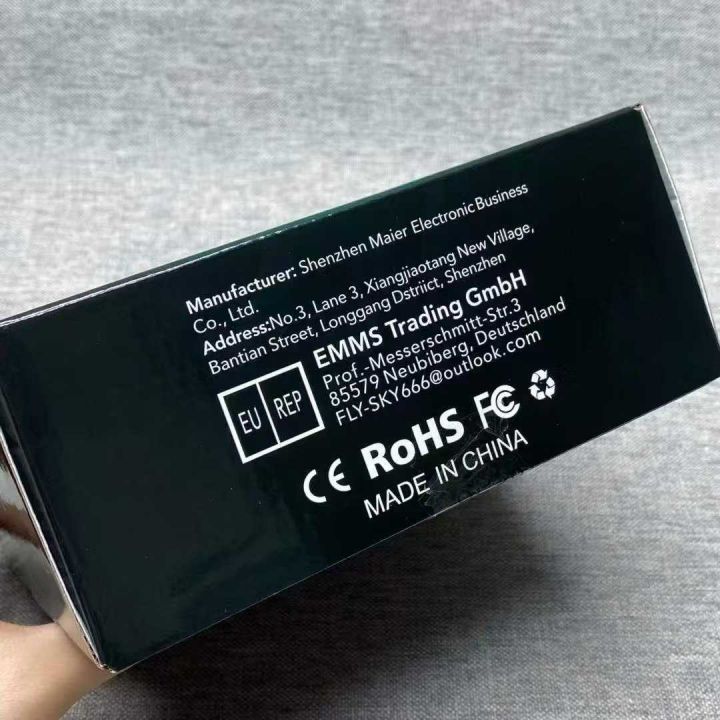 Manufacturer: Shenzhen Maier Electronic Business
Co., Ltd.
Address:No.3, Lane 3, Xiangjiaotang New Village,
Bantian Street, Longgang Dstriict, Shenzhen
EU REP
EMMS Trading GmbH
Prof.-Messerschmitt-Str.3
85579 Neubiberg, Deutschland
FLY-SKY666@outlook.com
CE RoHS FC
MADE IN CHINA